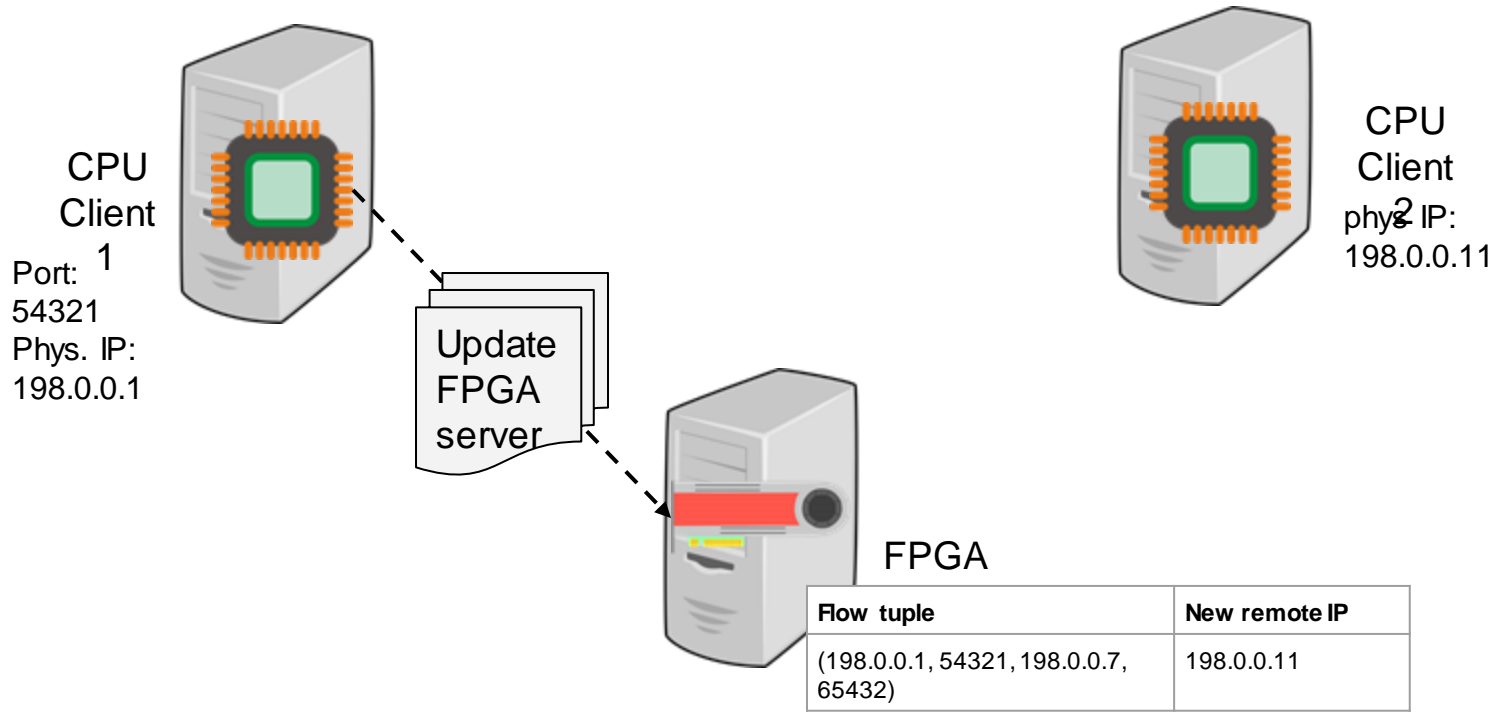 CPU
Client
1
Port:
54321
Phys. IP:
198.0.0.1
CPU
Client
2
phys IP:
198.0.0.11
Update
FPGA
server
FPGA
Flow tuple New remote IP
(198.0.0.1, 54321, 198.0.0.7, 198.0.0.11
65432)